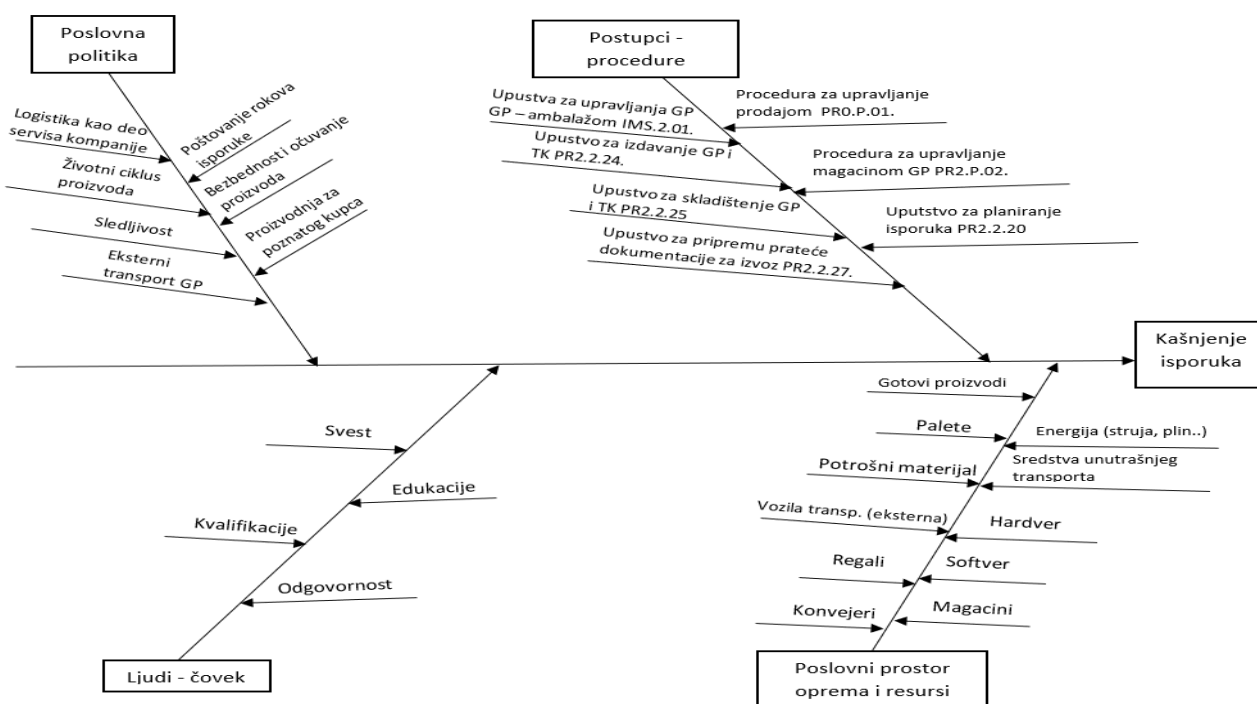 Poslovna
politika
Logistika kao deo
servisa kompanije
Životni ciklus
proizvoda
Sledljivost
Eksterni
transport GP
Poštovanje rokova
isporuke
Bezbednost i očuvanje
proizvoda
Proizvodnja za
poznatog kupca
Postupci -
procedure
Upustva za upravljanja GP
GP – ambalažom IMS.2.01.
Upustvo za izdavanje GP i
TK PR2.2.24.
Upustvo za skladištenje GP
i TK PR2.2.25
Upustvo za pripremu prateće
dokumentacije za izvoz PR2.2.27.
Procedura za upravljanje
prodajom PR0.P.01.
Procedura za upravljanje
magacinom GP PR2.P.02.
Uputstvo za planiranje
isporuka PR2.2.20
Kašnjenje
isporuka
Svest
Edukacije
Kvalifikacije
Odgovornost
Ljudi - čovek
Gotovi proizvodi
Palete
Energija (struja, plin..)
Potrošni materijal
Sredstva unutrašnjeg
transporta
Vozila transp. (eksterna)
Hardver
Regali
Softver
Konvejeri
Magacini
Poslovni prostor
oprema i resursi